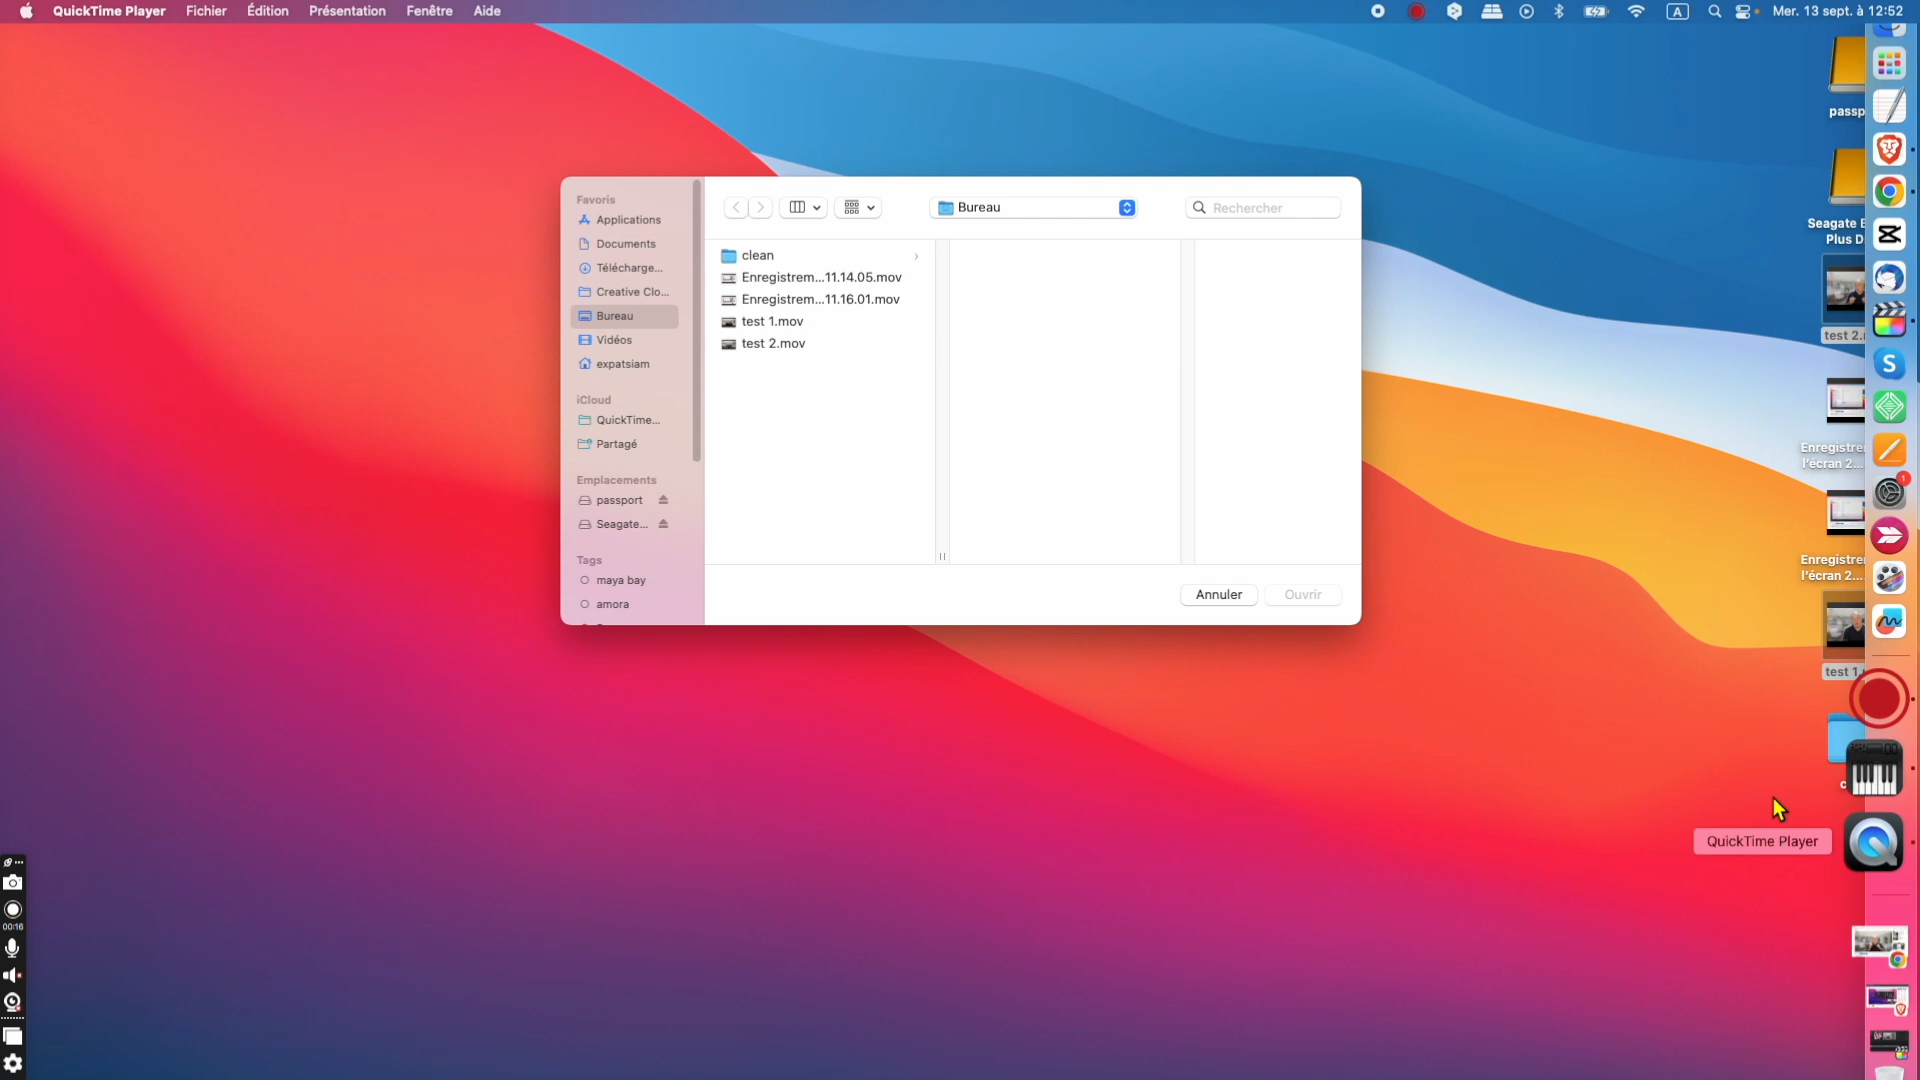 QuickTime Player Fichier Édition Présentation Fenêtre Aide
A Mer. 13 sept. à 12:52
Favoris
Applications
Documents
Télécharge...
Creative Clo...
Bureau
Vidéos
expatsiam
iCloud
QuickTime...
Partagé
Emplacements
passport
Seagate...
Tags
maya bay
amora
Bureau
Rechercher
clean
Enregistrem...11.14.05.mov
Enregistrem...11.16.01.mov
test 1.mov
test 2.mov
Annuler Ouvrir
passp
Seagate
Plus D
test 2.
Enregistre
l'écran 2...
Enregistre
l'écran 2....
test 1
c
S
1
QuickTime Player
00:16